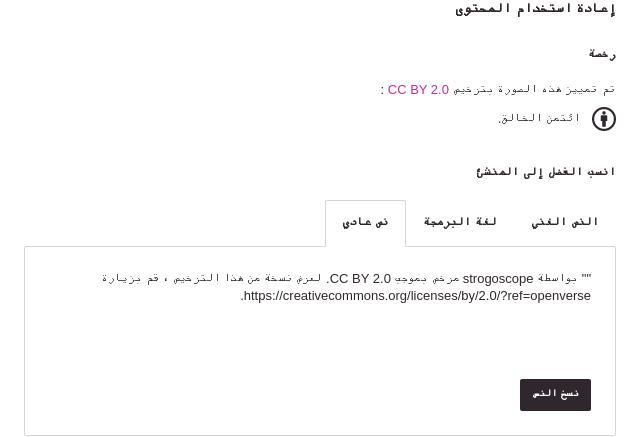 إعادة استخدام المحتوى
رخصة
تم تمييز هذه الصورة بترخيص CC BY 2.0 :
ائتمن الخالق.
انسب الفضل إلى المنشئ
النص الغني
لغة البرمجة
نص عادي
"" بواسطة strogoscope مرخص بموجب CC BY 2.0. لعرض نسخة من هذا الترخيص ، قم بزيارة
https://creativecommons.org/licenses/by/2.0/?ref=openverse.
نسخ النص